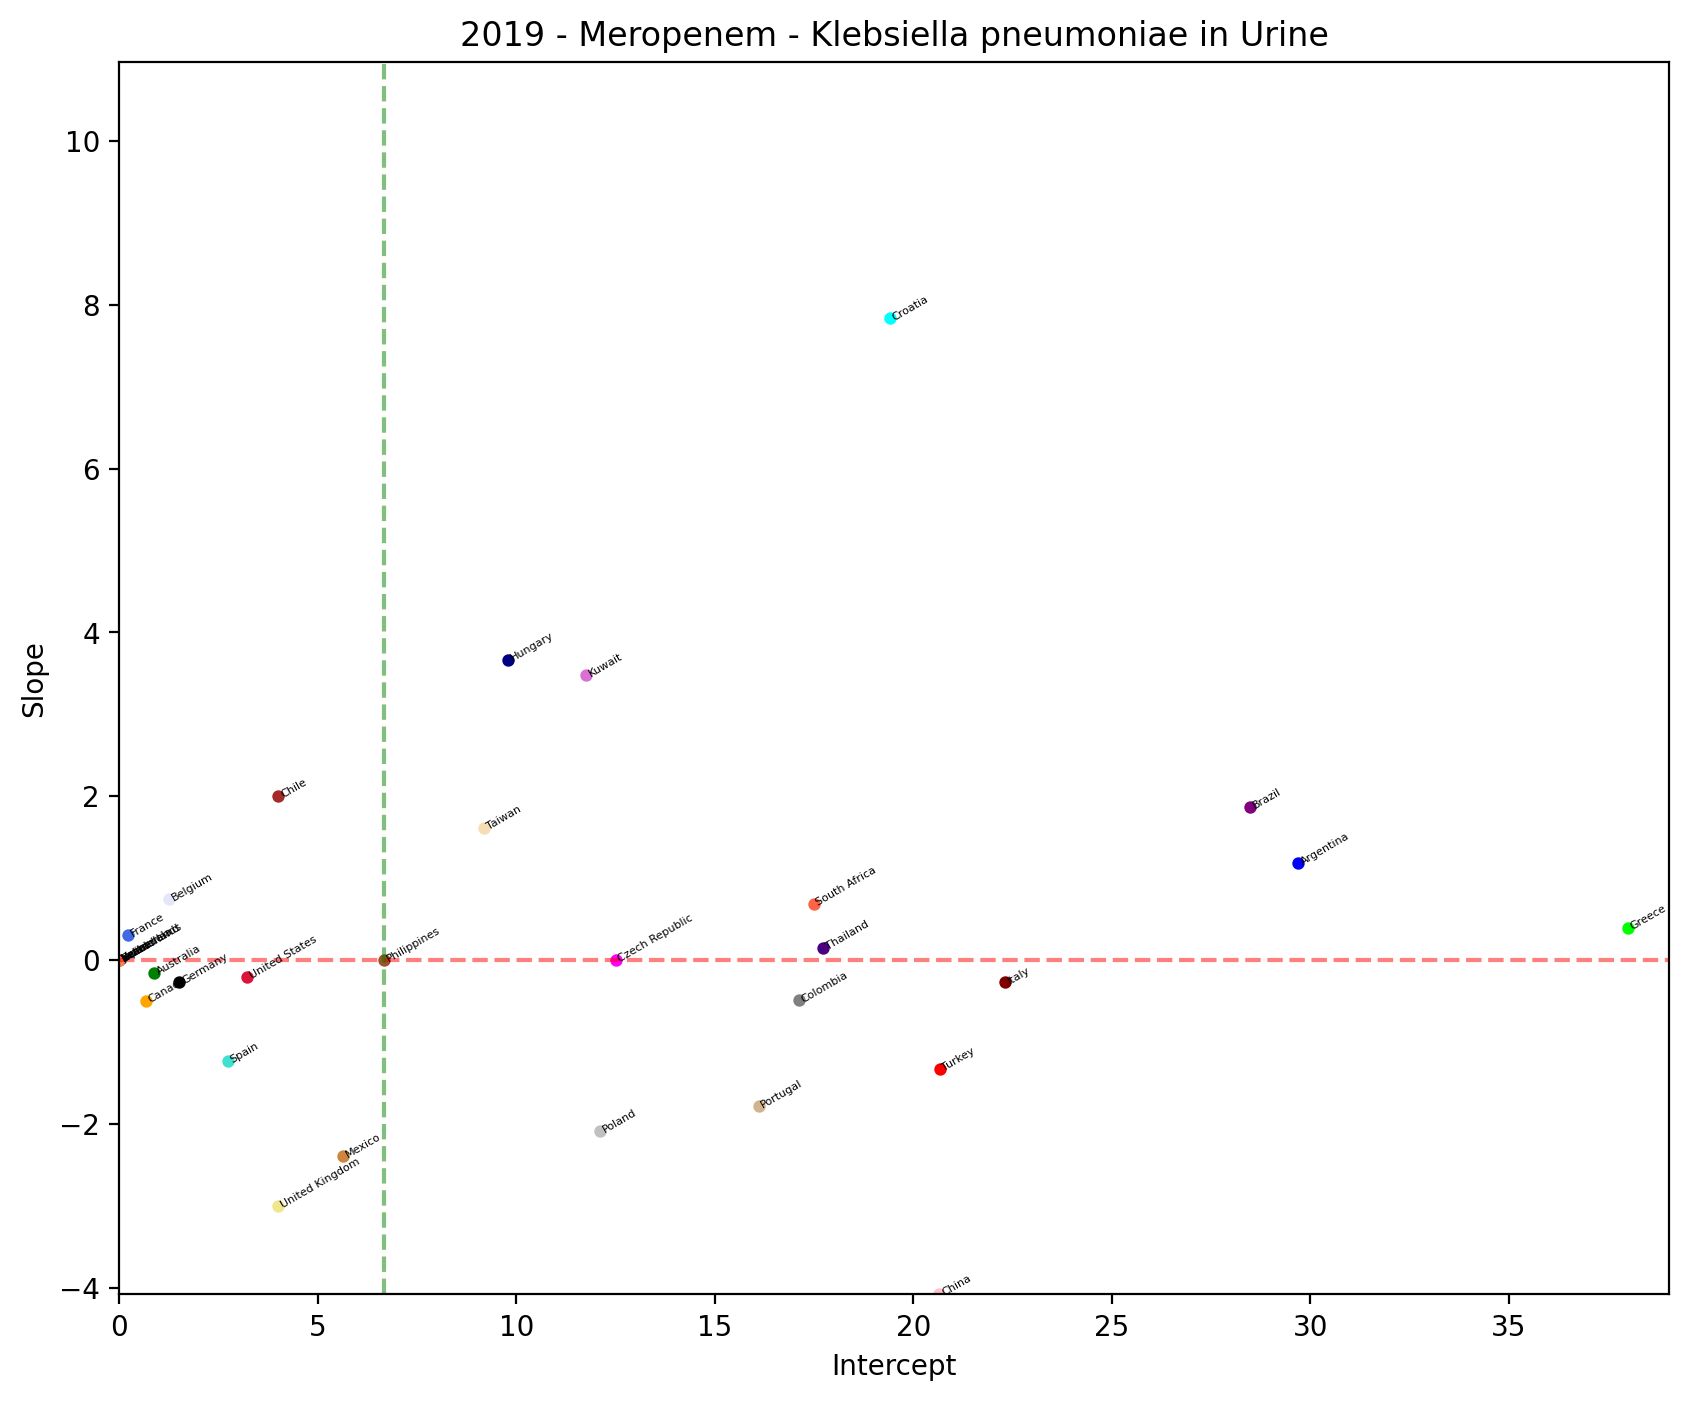 2019 - Meropenem - Klebsiella pneumoniae in Urine
10
8
6
4
2
0
−2
−4
Slope
Croatia
Hungary
Kuwait
Chile
Taiwan
Brazil
Argentina
Belgium
South Africa
France
Greece
Thailand
Czech Republic
Philippines
Australia
Germany
United States
Italy
Colombia
Spain
Turkey
Portugal
Poland
Mexico
United Kingdom
China
0
5
10
15
20
25
30
35
Intercept